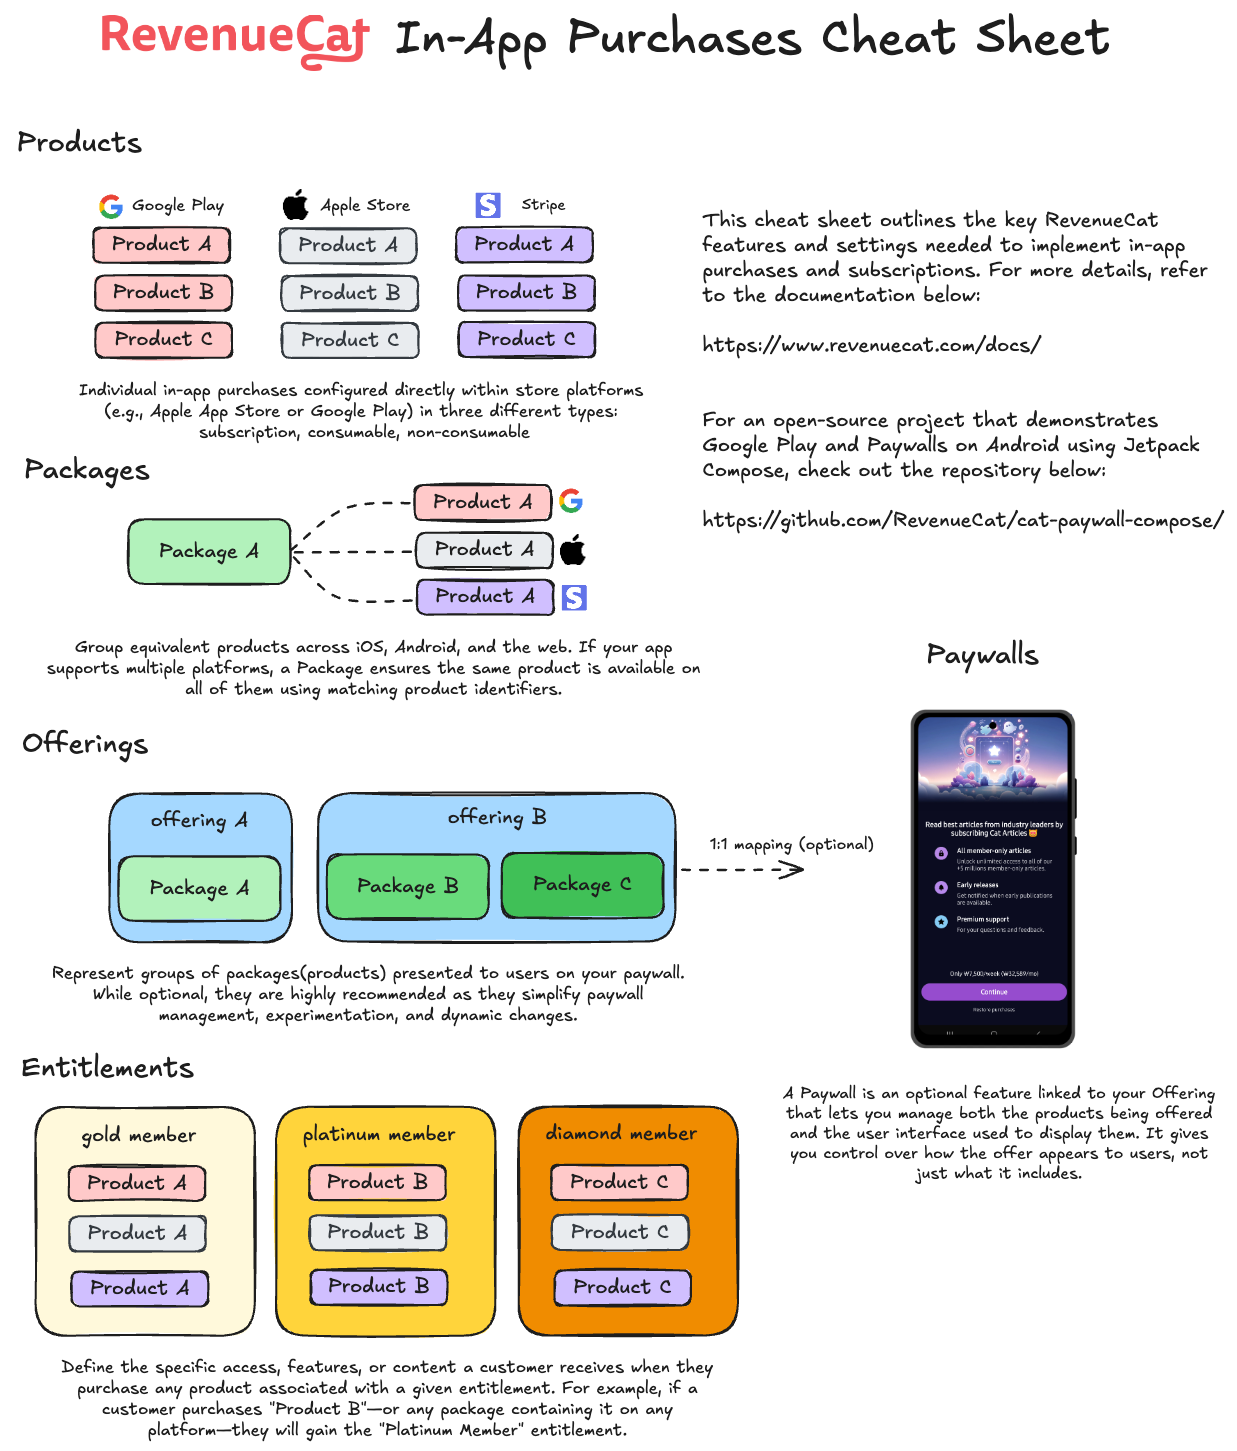 RevenueCat In-App Purchases Cheat Sheet
Products
Google Play
Apple Store
Stripe
Product A
Product A
Product A
Product B
Product B
Product B
Product C
Product C
Product C
Individual in-app purchases configured directly within store platforms
(e.g., Apple App Store or Google Play) in three different types:
subscription, consumable, non-consumable
This cheat sheet outlines the key RevenueCat
features and settings needed to implement in-app
purchases and subscriptions. For more details, refer
to the documentation below:
https://www.revenuecat.com/docs/
For an open-source project that demonstrates
Google Play and Paywalls on Android using Jetpack
Compose, check out the repository below:
https://github.com/RevenueCat/cat-paywall-compose/
Packages
Package A
Product A
Product A
Product A
Group equivalent products across iOS, Android, and the web. If your app
supports multiple platforms, a Package ensures the same product is available on
all of them using matching product identifiers.
Offerings
offering A
Package A
offering B
Package B
Package C
1:1 mapping (optional)
Represent groups of packages(products) presented to users on your paywall.
While optional, they are highly recommended as they simplify paywall
management, experimentation, and dynamic changes.
Paywalls
Read best articles from industry leaders by
subscribing Cat Articles 😻
All member-only articles
Unlock unlimited access to all of our
+5 millions member-only articles.
Early releases
Get notified when early publications
are available.
Premium support
For your questions and feedback.
Only ₩7,500/week (₩32,589/mo)
Continue
Restore purchases
A Paywall is an optional feature linked to your Offering
that lets you manage both the products being offered
and the user interface used to display them. It gives
you control over how the offer appears to users, not
just what it includes.
Entitlements
gold member
Product A
Product A
Product A
platinum member
Product B
Product B
Product B
diamond member
Product C
Product C
Product C
Define the specific access, features, or content a customer receives when they
purchase any product associated with a given entitlement. For example, if a
customer purchases "Product B"—or any package containing it on any
platform—they will gain the "Platinum Member" entitlement.